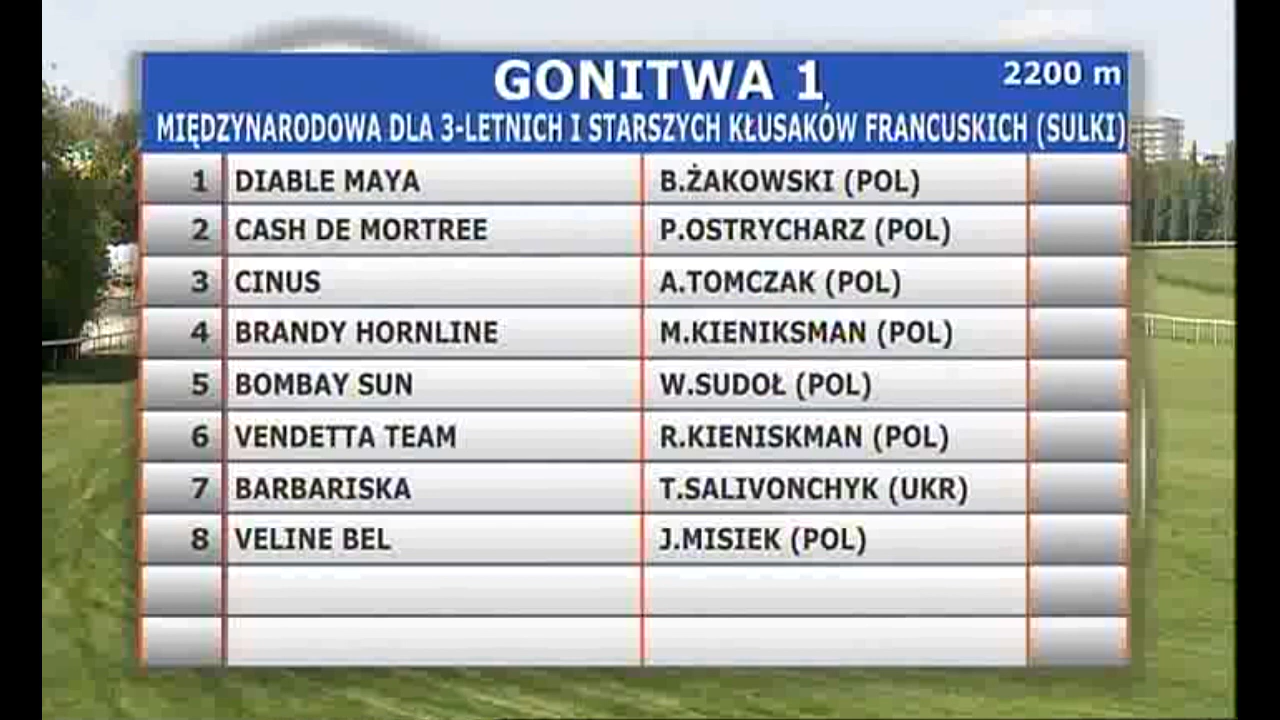 GONITWA 1 2200 m
MIĘDZYNARODOWA DLA 3-LETNICH I STARSZYCH KŁUSAKÓW FRANCUSKICH (SULKI)
1 DIABLE MAYA B.ŻAKOWSKI (POL)
2 CASH DE MORTREE P.OSTRYCHARZ (POL)
3 CINUS A.TOMCZAK (POL)
4 BRANDY HORNLINE M.KIENIKSMAN (POL)
5 BOMBAY SUN W.SUDOŁ (POL)
6 VENDETTA TEAM R.KIENISKMAN (POL)
7 BARBARISKA T.SALIVONCHYK (UKR)
8 VELINE BEL J.MISIEK (POL)